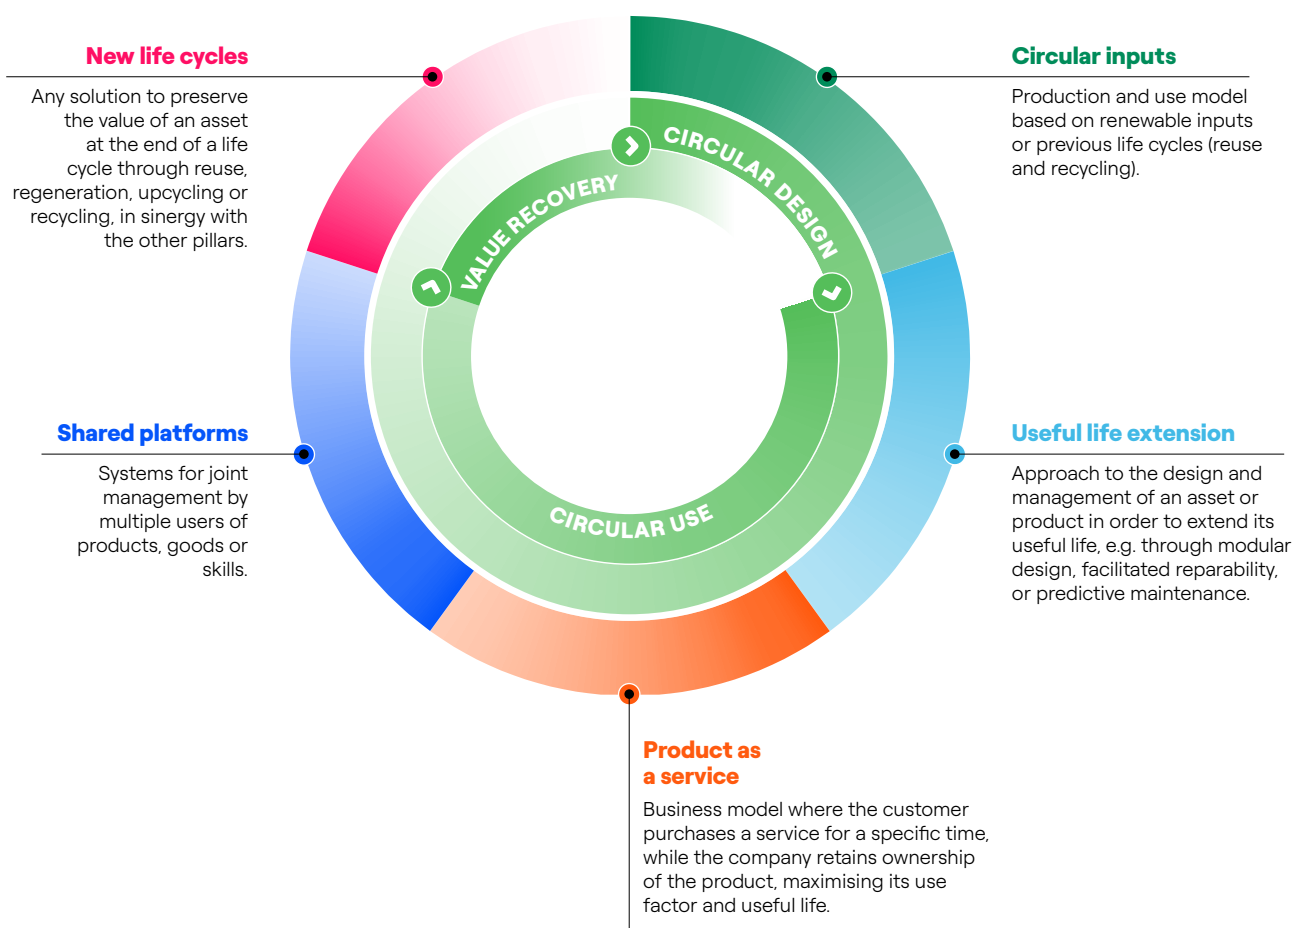 New life cycles
Any solution to preserve
the value of an asset
at the end of a life
cycle through reuse,
regeneration, upcycling or
recycling, in sinergy with
the other pillars.
Circular inputs
Production and use model
based on renewable inputs
or previous life cycles (reuse
and recycling).
CIRCULAR DESIGN
VALUE RECOVERY
CIRCULAR USE
Shared platforms
Systems for joint
management by
multiple users of
products, goods or
skills.
Useful life extension
Approach to the design and
management of an asset or
product in order to extend its
useful life, e.g. through modular
design, facilitated reparability,
or predictive maintenance.
Product as
a service
Business model where the customer
purchases a service for a specific time,
while the company retains ownership
of the product, maximising its use
factor and useful life.